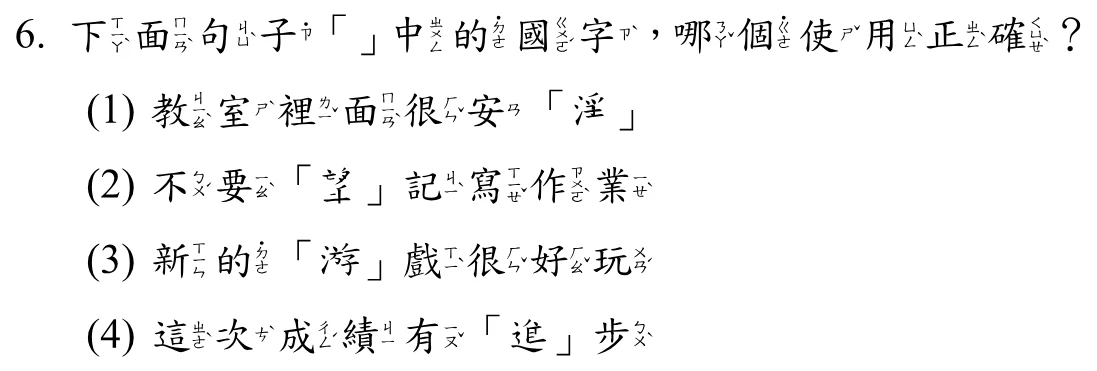 6. 下面句子「 」中的國字，哪個使用正確？
(1) 教室裡面很安「淫」
(2) 不要「 」記寫作業
(3) 新的「游」戲很好玩
(4) 這次成績有「 」步